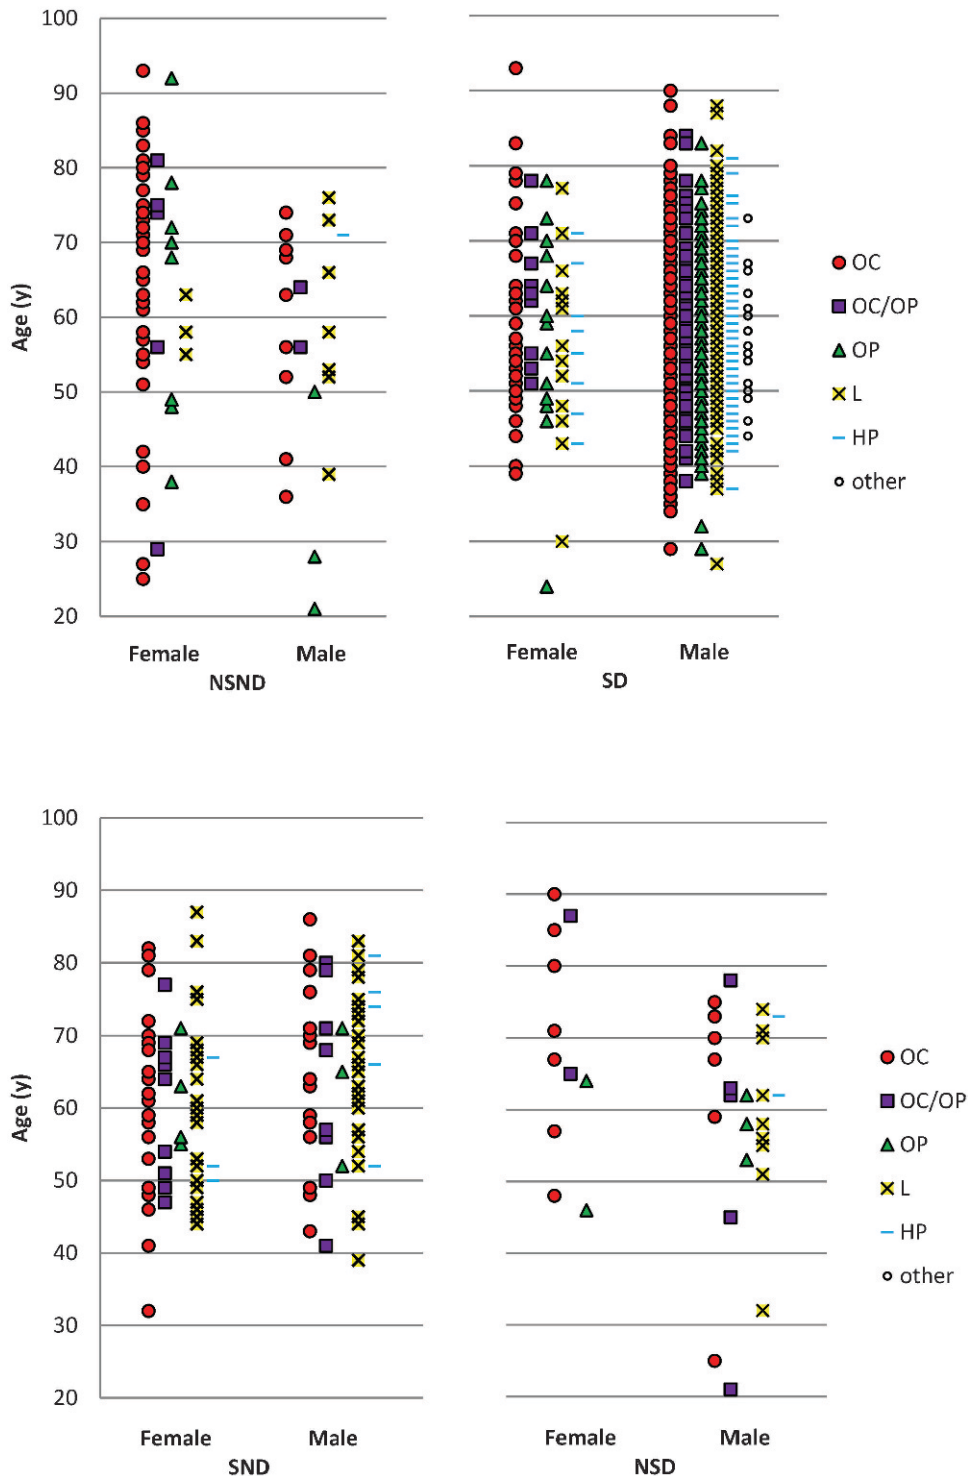 100
90
80
70
60
50
40
30
20
Age (y)
Female
Male
NSND
Female
Male
SD
OC
OC/OP
OP
L
HP
other
100
90
80
70
60
50
40
30
20
Age (y)
Female
Male
SND
Female
Male
NSD
OC
OC/OP
OP
L
HP
other